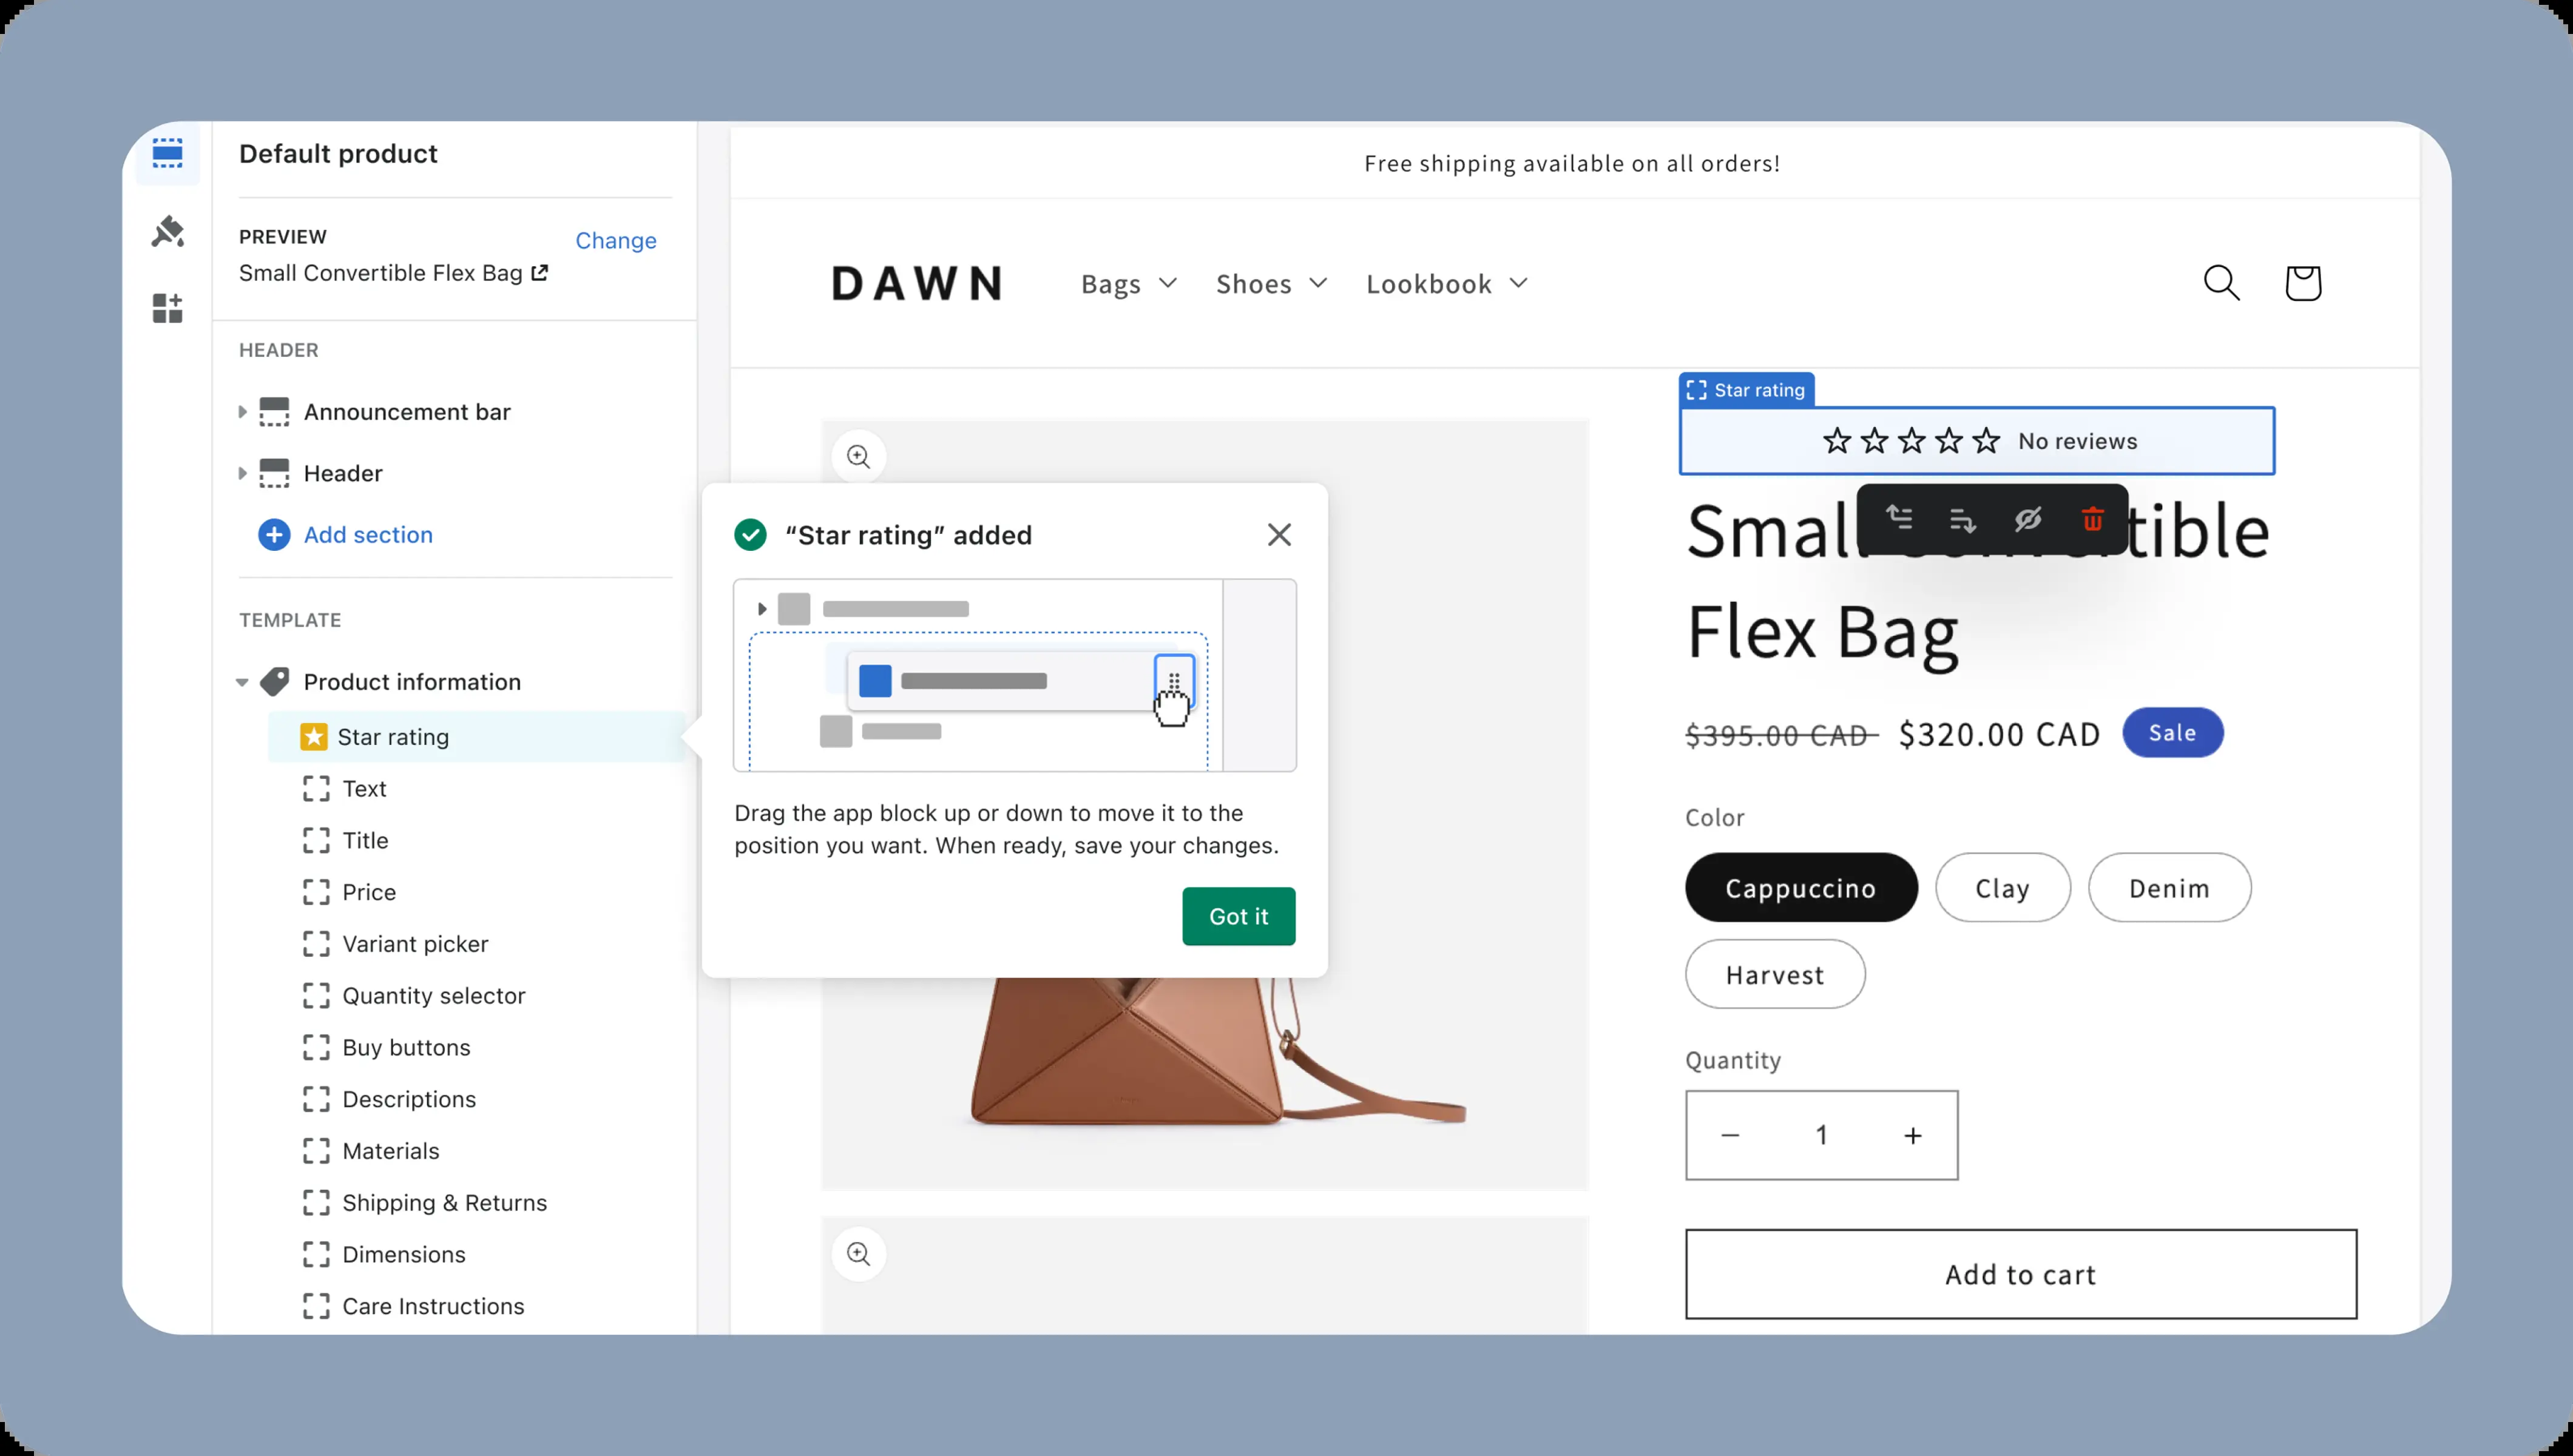 Default product
PREVIEW
Change
Small Convertible Flex Bag
HEADER
Announcement bar
Header
Add section
TEMPLATE
Product information
Star rating
Text
Title
Price
Variant picker
Quantity selector
Buy buttons
Descriptions
Materials
Shipping & Returns
Dimensions
Care Instructions
“Star rating” added
Drag the app block up or down to move it to the
position you want. When ready, save your changes.
Got it
Free shipping available on all orders!
DAWN Bags Shoes Lookbook
Star rating
No reviews
Small Convertible
Flex Bag
$395.00 CAD $320.00 CAD Sale
Color
Cappuccino Clay Denim
Harvest
Quantity
1
Add to cart